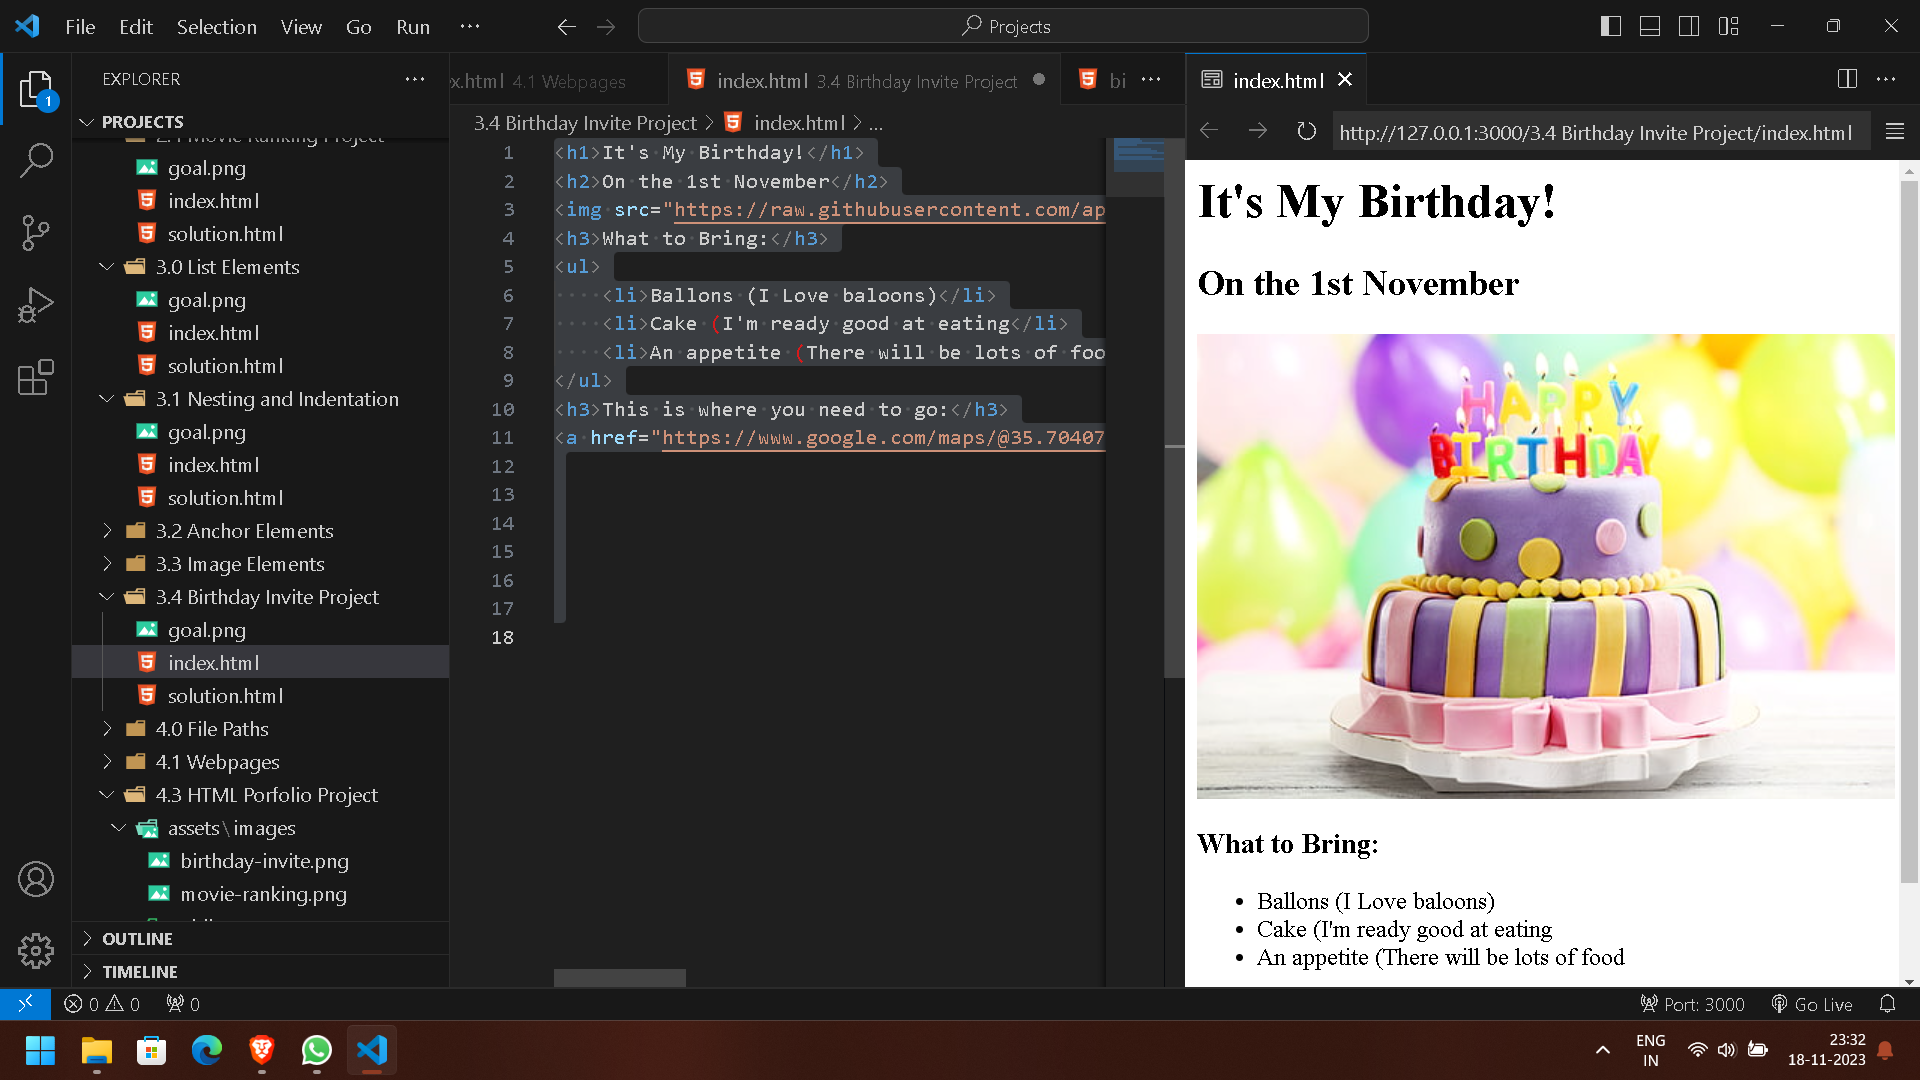 File Edit Selection View Go Run ···
Projects
EXPLORER
PROJECTS
2.4 Movie Ranking Project
goal.png
index.html
solution.html
3.0 List Elements
goal.png
index.html
solution.html
3.1 Nesting and Indentation
goal.png
index.html
solution.html
3.2 Anchor Elements
3.3 Image Elements
3.4 Birthday Invite Project
goal.png
index.html
solution.html
4.0 File Paths
4.1 Webpages
4.3 HTML Porfolio Project
assets\images
birthday-invite.png
movie-ranking.png
OUTLINE
TIMELINE
1
x.html 4.1 Webpages
index.html 3.4 Birthday Invite Project
bi
3.4 Birthday Invite Project > index.html > ...
1 <h1>It's My Birthday!</h1>
2 <h2>On the 1st November</h2>
3 <img src="https://raw.githubusercontent.com/ap
4 <h3>What to Bring:</h3>
5 <ul>
6 <li>Ballons (I Love baloons)</li>
7 <li>Cake (I'm ready good at eating</li>
8 <li>An appetite (There will be lots of foo
9 </ul>
10 <h3>This is where you need to go:</h3>
11 <a href="https://www.google.com/maps/@35.70407
12
13
14
15
16
17
18
index.html
http://127.0.0.1:3000/3.4 Birthday Invite Project/index.html
It's My Birthday!
On the 1st November
HAPPY
BIRTHDAY
What to Bring:
• Ballons (I Love baloons)
• Cake (I'm ready good at eating
• An appetite (There will be lots of food
0 0 0
Port: 3000 Go Live
ENG
IN
23:32
18-11-2023